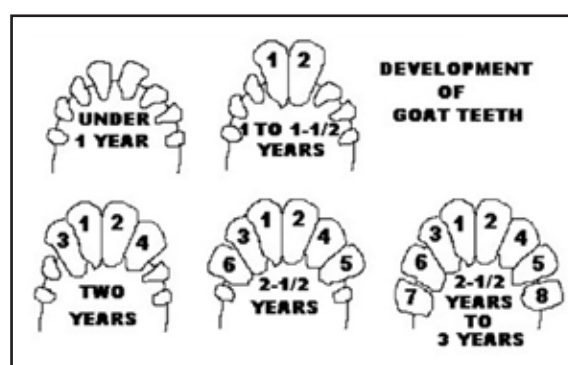 UNDER
1 YEAR
1 2
1 TO 1-1/2
YEARS
DEVELOPMENT
OF
GOAT TEETH
3 1 2 4
TWO
YEARS
6 3 1 2 4 5
2-1/2
YEARS
7 6 3 1 2 4 5 8
2-1/2
YEARS
TO
3 YEARS